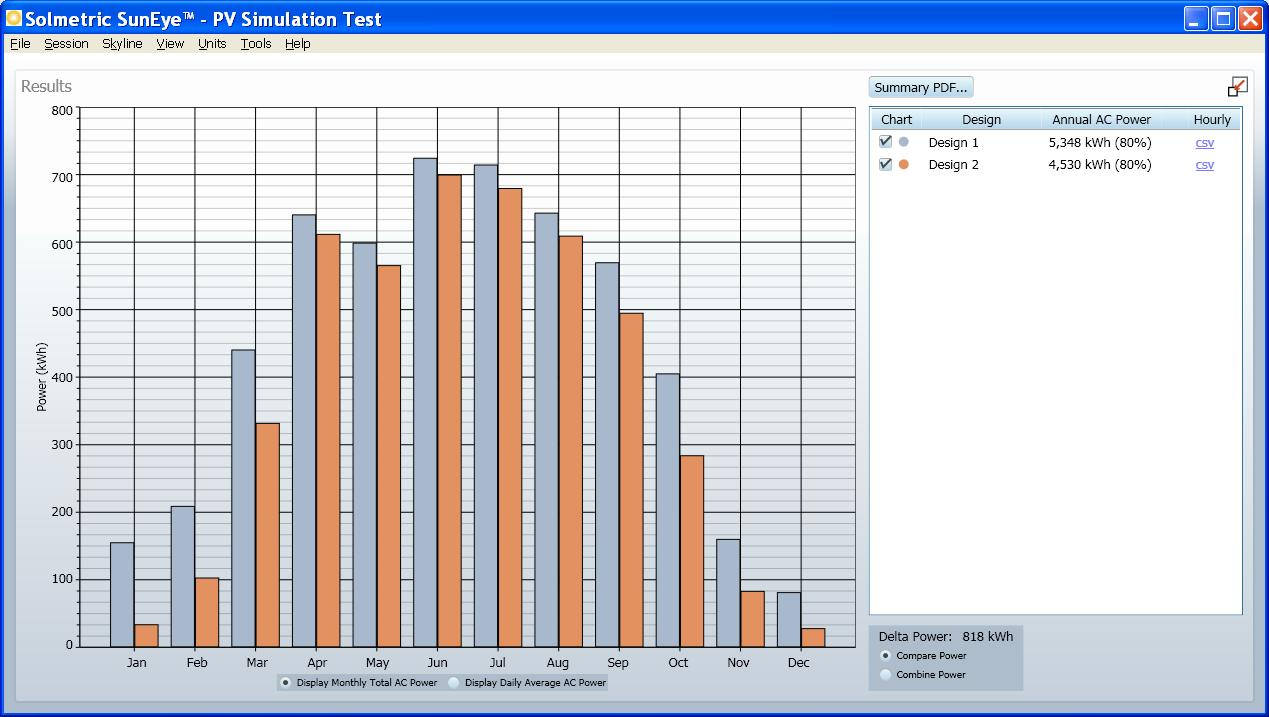 Solmetric SunEye™ - PV Simulation Test
File Session Skyline View Units Tools Help
Results
Summary PDF...
Chart Design Annual AC Power Hourly
Design 1 5,348 kWh (80%) csv
Design 2 4,530 kWh (80%) csv
800
700
600
500
400
300
200
100
0
Power (kWh)
Jan Feb Mar Apr May Jun Jul Aug Sep Oct Nov Dec
Display Monthly Total AC Power Display Daily Average AC Power
Delta Power: 818 kWh
Compare Power
Combine Power